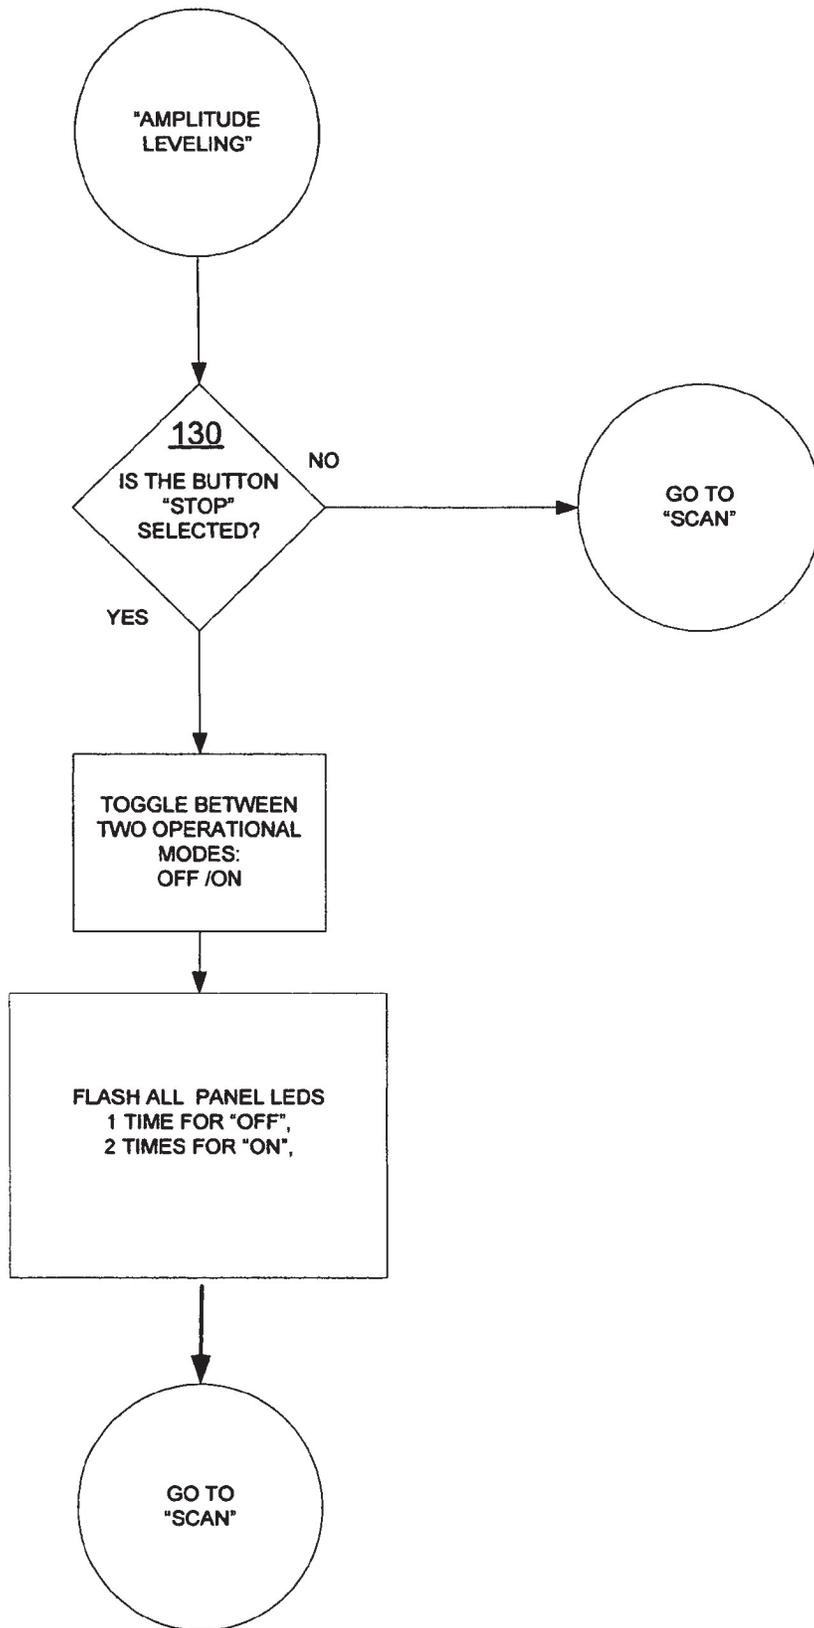 “AMPLITUDE
LEVELING”
130
IS THE BUTTON
“STOP”
SELECTED?
NO
GO TO
“SCAN”
YES
TOGGLE BETWEEN
TWO OPERATIONAL
MODES:
OFF /ON
FLASH ALL PANEL LEDS
1 TIME FOR “OFF”,
2 TIMES FOR “ON”,
GO TO
“SCAN”